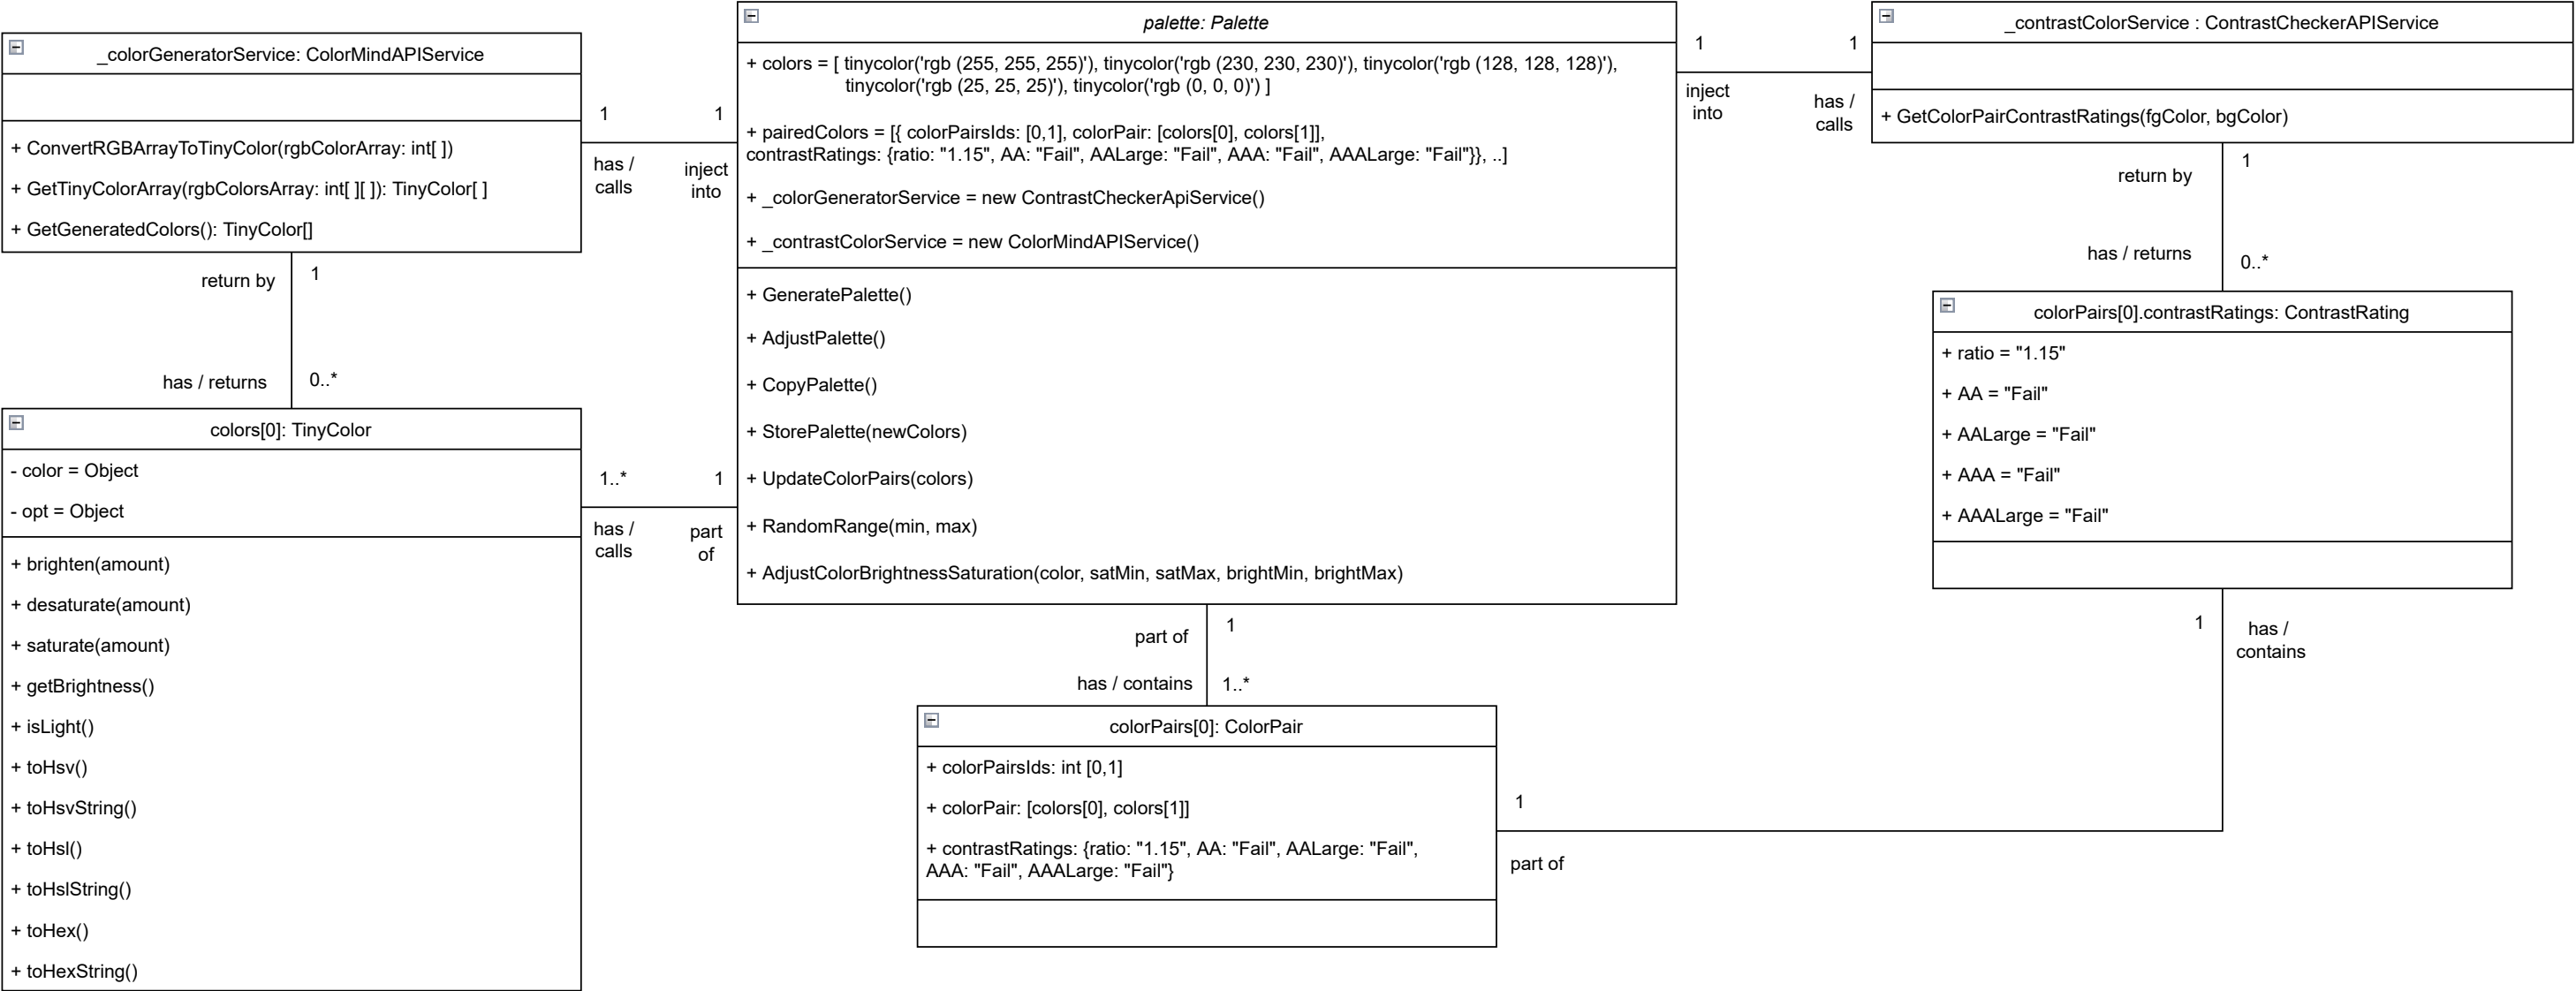 _colorGeneratorService: ColorMindAPIService
+ ConvertRGBArrayToTinyColor(rgbColorArray: int[ ])
+ GetTinyColorArray(rgbColorsArray: int[ ][ ]): TinyColor[ ]
+ GetGeneratedColors(): TinyColor[]
1
1
has /
calls
inject
into
palette: Palette
+ colors = [ tinycolor('rgb (255, 255, 255)'), tinycolor('rgb (230, 230, 230)'), tinycolor('rgb (128, 128, 128)'),
tinycolor('rgb (25, 25, 25)'), tinycolor('rgb (0, 0, 0)') ]
+ pairedColors = [{ colorPairsIds: [0,1], colorPair: [colors[0], colors[1]],
contrastRatings: {ratio: "1.15", AA: "Fail", AALarge: "Fail", AAA: "Fail", AAALarge: "Fail"}}, ..]
+ _colorGeneratorService = new ContrastCheckerApiService()
+ _contrastColorService = new ColorMindAPIService()
+ GeneratePalette()
+ AdjustPalette()
+ CopyPalette()
+ StorePalette(newColors)
+ UpdateColorPairs(colors)
+ RandomRange(min, max)
+ AdjustColorBrightnessSaturation(color, satMin, satMax, brightMin, brightMax)
1
1
inject
into
has /
calls
_contrastColorService : ContrastCheckerAPIService
+ GetColorPairContrastRatings(fgColor, bgColor)
return by
1
has / returns
0..*
return by
1
has / returns
0..*
colorPairs[0].contrastRatings: ContrastRating
+ ratio = "1.15"
+ AA = "Fail"
+ AALarge = "Fail"
+ AAA = "Fail"
+ AAALarge = "Fail"
colors[0]: TinyColor
- color = Object
- opt = Object
+ brighten(amount)
+ desaturate(amount)
+ saturate(amount)
+ getBrightness()
+ isLight()
+ toHsv()
+ toHsvString()
+ toHsl()
+ toHslString()
+ toHex()
+ toHexString()
1..*
1
has /
calls
part
of
part of
1
has / contains
1..*
1
has /
contains
colorPairs[0]: ColorPair
+ colorPairsIds: int [0,1]
+ colorPair: [colors[0], colors[1]]
+ contrastRatings: {ratio: "1.15", AA: "Fail", AALarge: "Fail",
AAA: "Fail", AAALarge: "Fail"}
1
part of